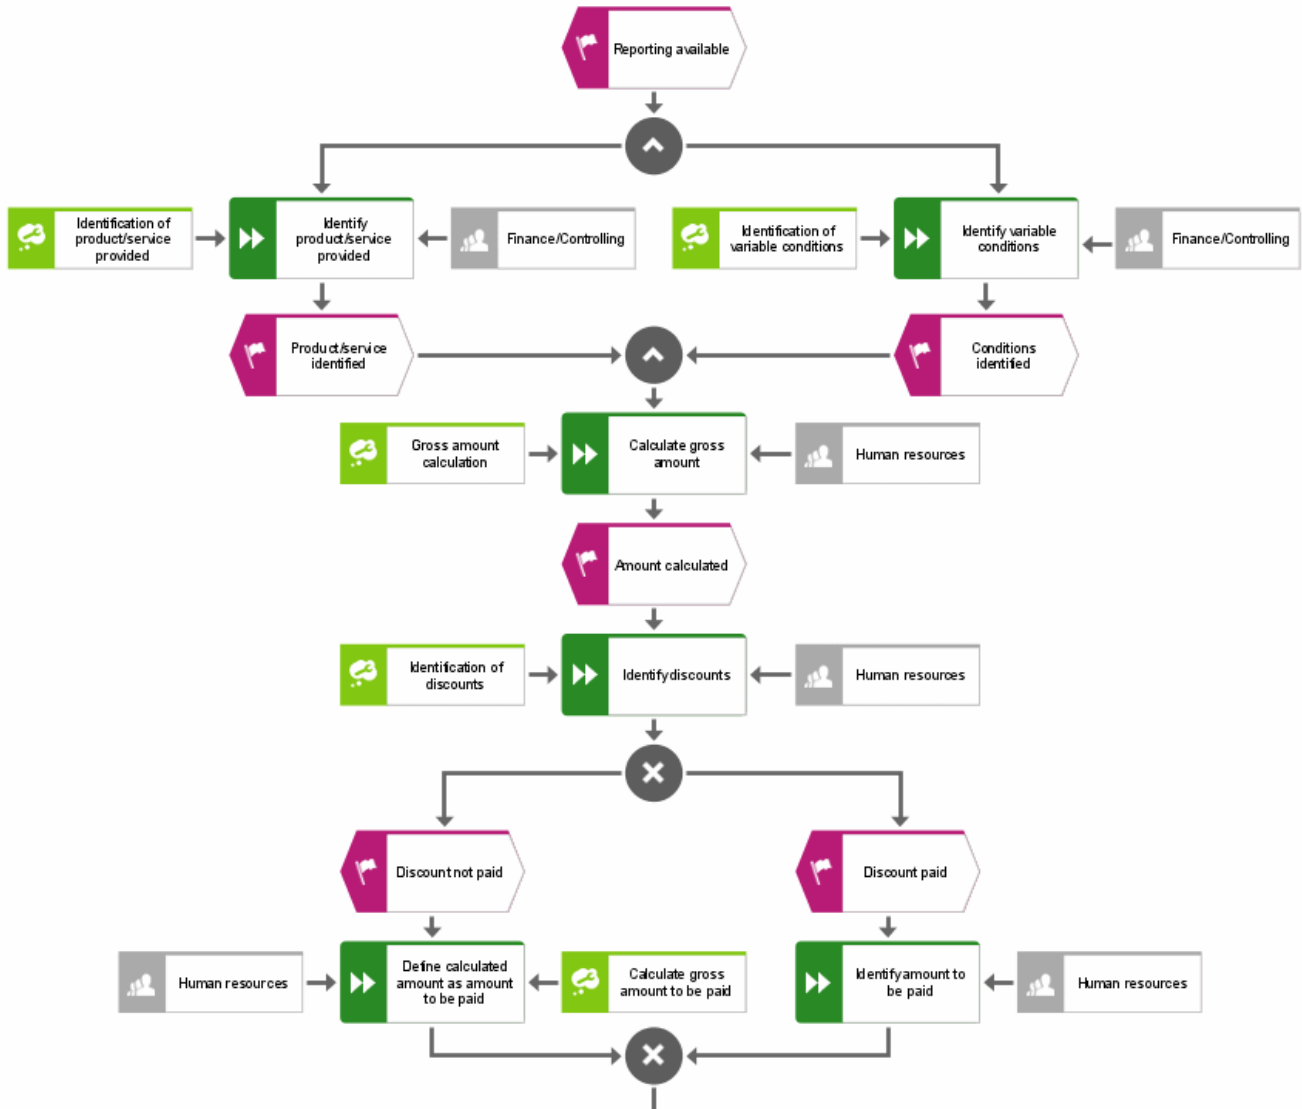 Reporting available
Identification of
product/service
provided
Identify
product/service
provided
Finance/Controlling
Identification of
variable conditions
Identify variable
conditions
Finance/Controlling
Product/service
identified
Conditions
identified
Gross amount
calculation
Calculate gross
amount
Human resources
Amount calculated
Identification of
discounts
Identify discounts
Human resources
Discount not paid
Discount paid
Human resources
Define calculated
amount as amount
to be paid
Calculate gross
amount to be paid
Identify amount to
be paid
Human resources